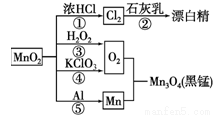 浓HCl
①
Cl₂
石灰乳
②
漂白精
H₂O₂
③
MnO₂
O₂
KClO₃
④
Mn₃O₄(黑锰)
Al
⑤
Mn